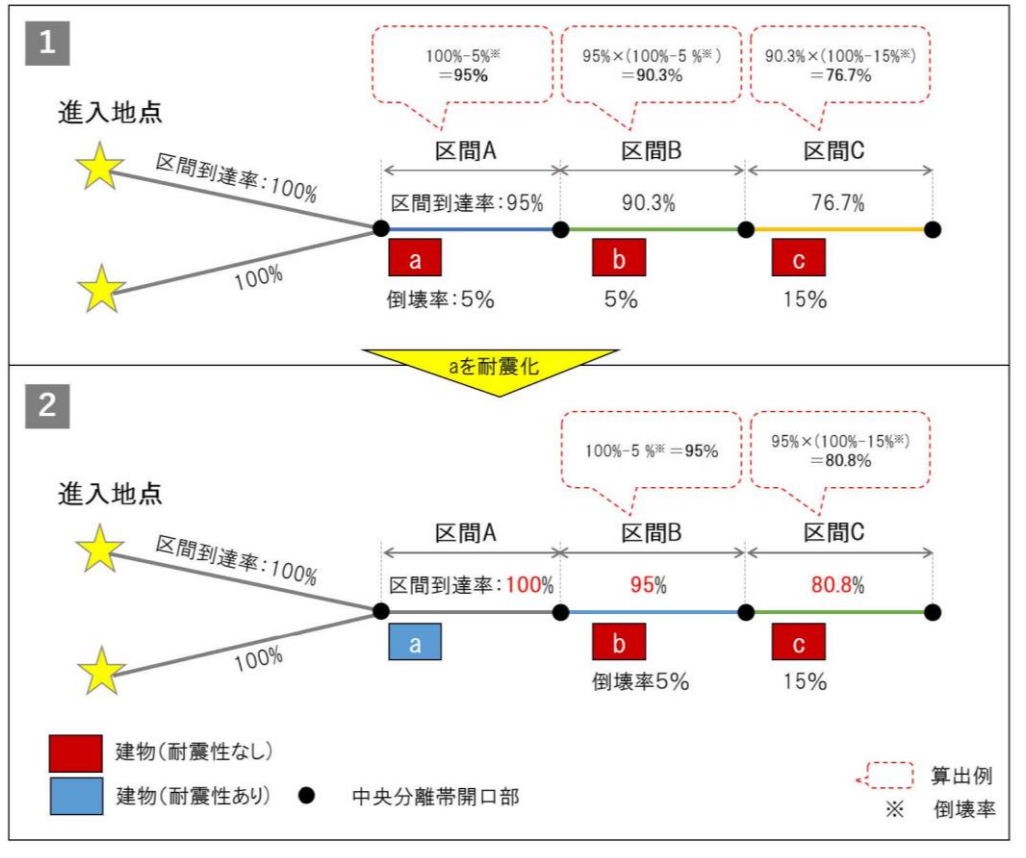 1
100%-5%※
=95%
95%×(100%-5 %※)
=90.3%
90.3%×(100%-15%※)
=76.7%
進入地点
区間A
区間B
区間C
区間到達率:100%
区間到達率:95%
90.3%
76.7%
100%
a
b
c
倒壊率:5%
5%
15%
aを耐震化
2
100%-5 %※=95%
95%×(100%-15%※)
=80.8%
進入地点
区間A
区間B
区間C
区間到達率:100%
区間到達率:100%
95%
80.8%
100%
a
b
c
倒壊率5%
15%
建物(耐震性なし)
建物(耐震性あり)
中央分離帯開口部
算出例
※ 倒壊率